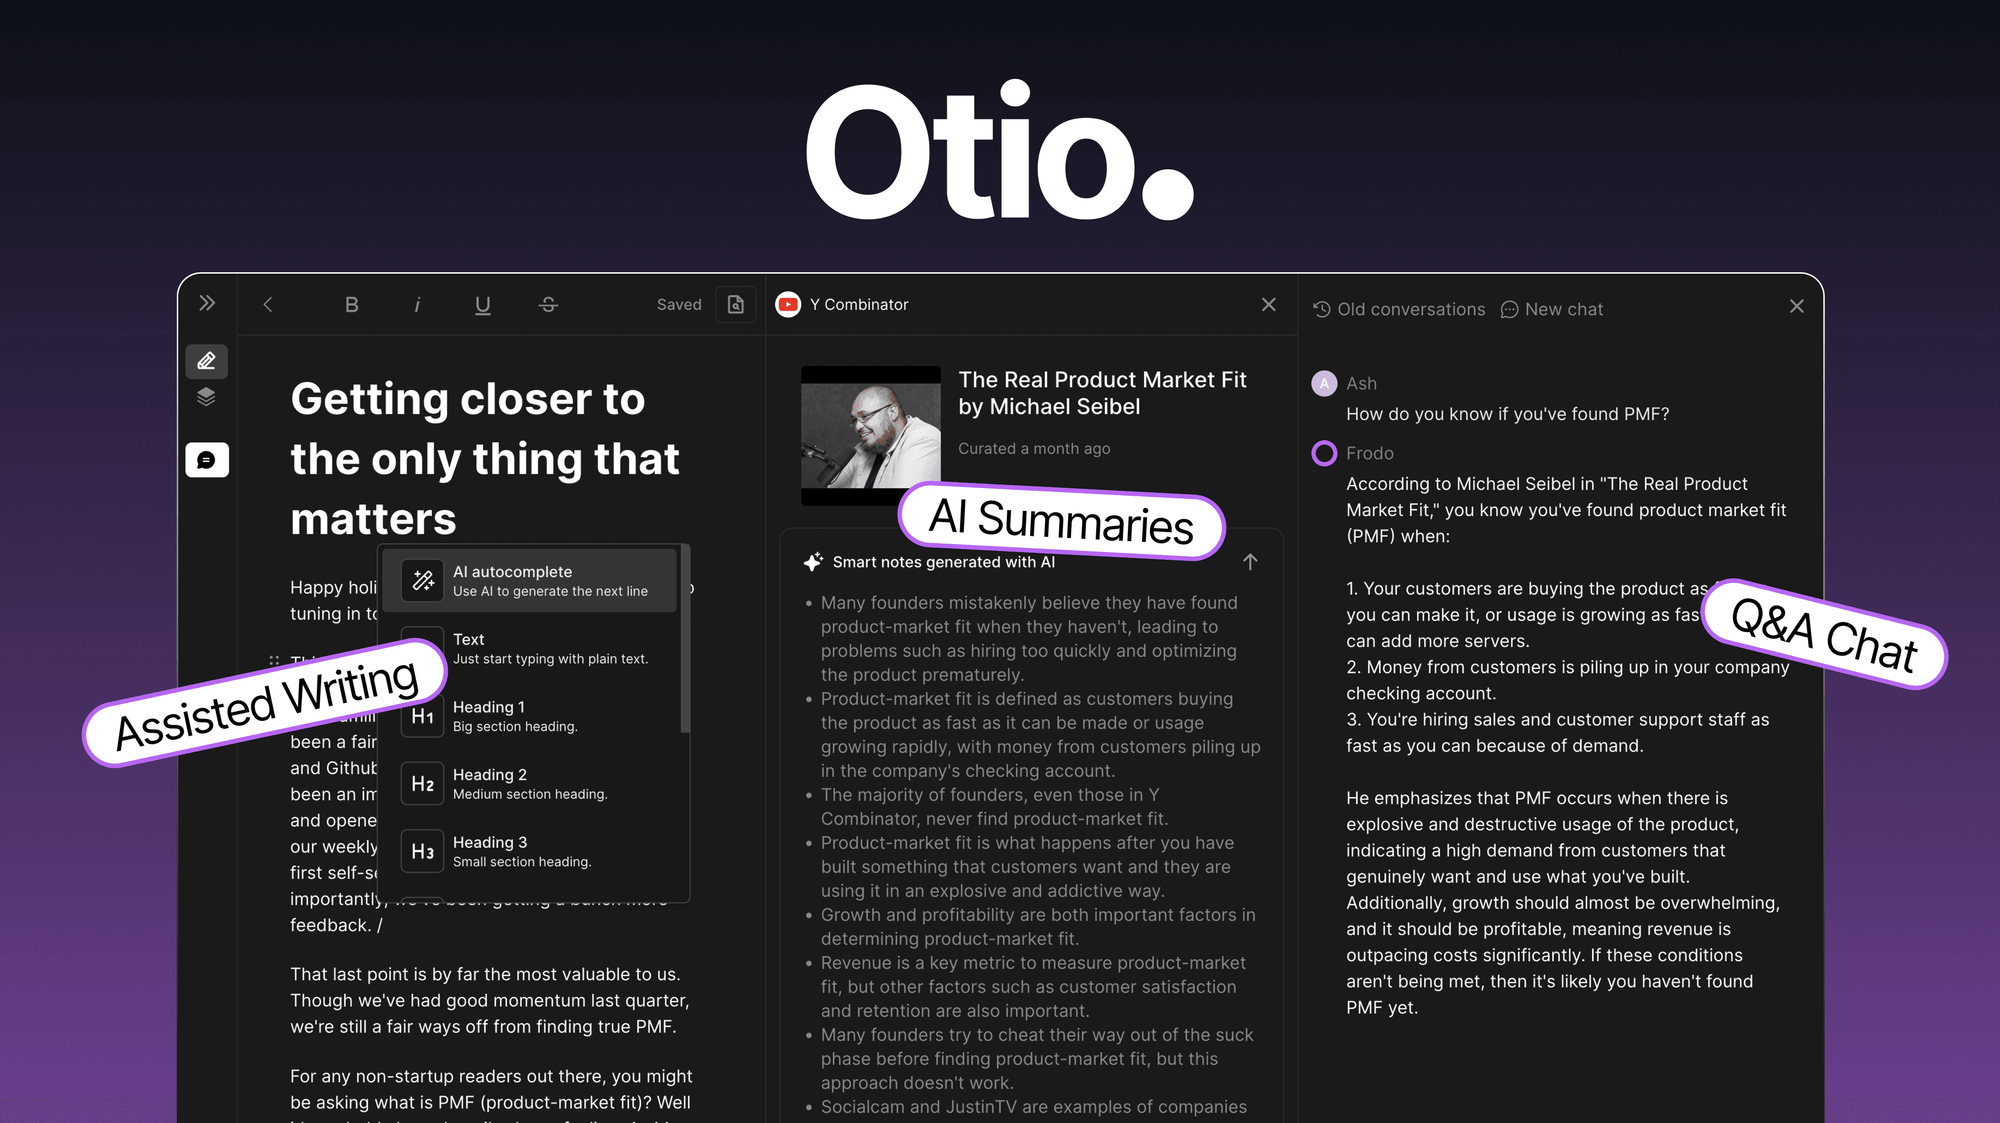 Otio.
B i U S
Saved
Getting closer to
the only thing that
matters
Happy holi
tuning in to
been a fair
and Github
been an im
and opene
our weekly
first self-se
importantly, we've been getting a bunch more
feedback. /
That last point is by far the most valuable to us.
Though we've had good momentum last quarter,
we're still a fair ways off from finding true PMF.
For any non-startup readers out there, you might
be asking what is PMF (product-market fit)? Well
AI autocomplete
Use AI to generate the next line
Text
Just start typing with plain text.
H1
Heading 1
Big section heading.
H2
Heading 2
Medium section heading.
H3
Heading 3
Small section heading.
Assisted Writing
Y Combinator
The Real Product Market Fit
by Michael Seibel
Curated a month ago
AI Summaries
Smart notes generated with AI
• Many founders mistakenly believe they have found
product-market fit when they haven't, leading to
problems such as hiring too quickly and optimizing
the product prematurely.
• Product-market fit is defined as customers buying
the product as fast as it can be made or usage
growing rapidly, with money from customers piling up
in the company's checking account.
• The majority of founders, even those in Y
Combinator, never find product-market fit.
• Product-market fit is what happens after you have
built something that customers want and they are
using it in an explosive and addictive way.
• Growth and profitability are both important factors in
determining product-market fit.
• Revenue is a key metric to measure product-market
fit, but other factors such as customer satisfaction
and retention are also important.
• Many founders try to cheat their way out of the suck
phase before finding product-market fit, but this
approach doesn't work.
• Socialcam and JustinTV are examples of companies
Old conversations
New chat
A
Ash
How do you know if you've found PMF?
Frodo
According to Michael Seibel in "The Real Product
Market Fit," you know you've found product market fit
(PMF) when:
1. Your customers are buying the product as
you can make it, or usage is growing as fas
can add more servers.
2. Money from customers is piling up in your company
checking account.
3. You're hiring sales and customer support staff as
fast as you can because of demand.
He emphasizes that PMF occurs when there is
explosive and destructive usage of the product,
indicating a high demand from customers that
genuinely want and use what you've built.
Additionally, growth should almost be overwhelming,
and it should be profitable, meaning revenue is
outpacing costs significantly. If these conditions
aren't being met, then it's likely you haven't found
PMF yet.
Q&A Chat